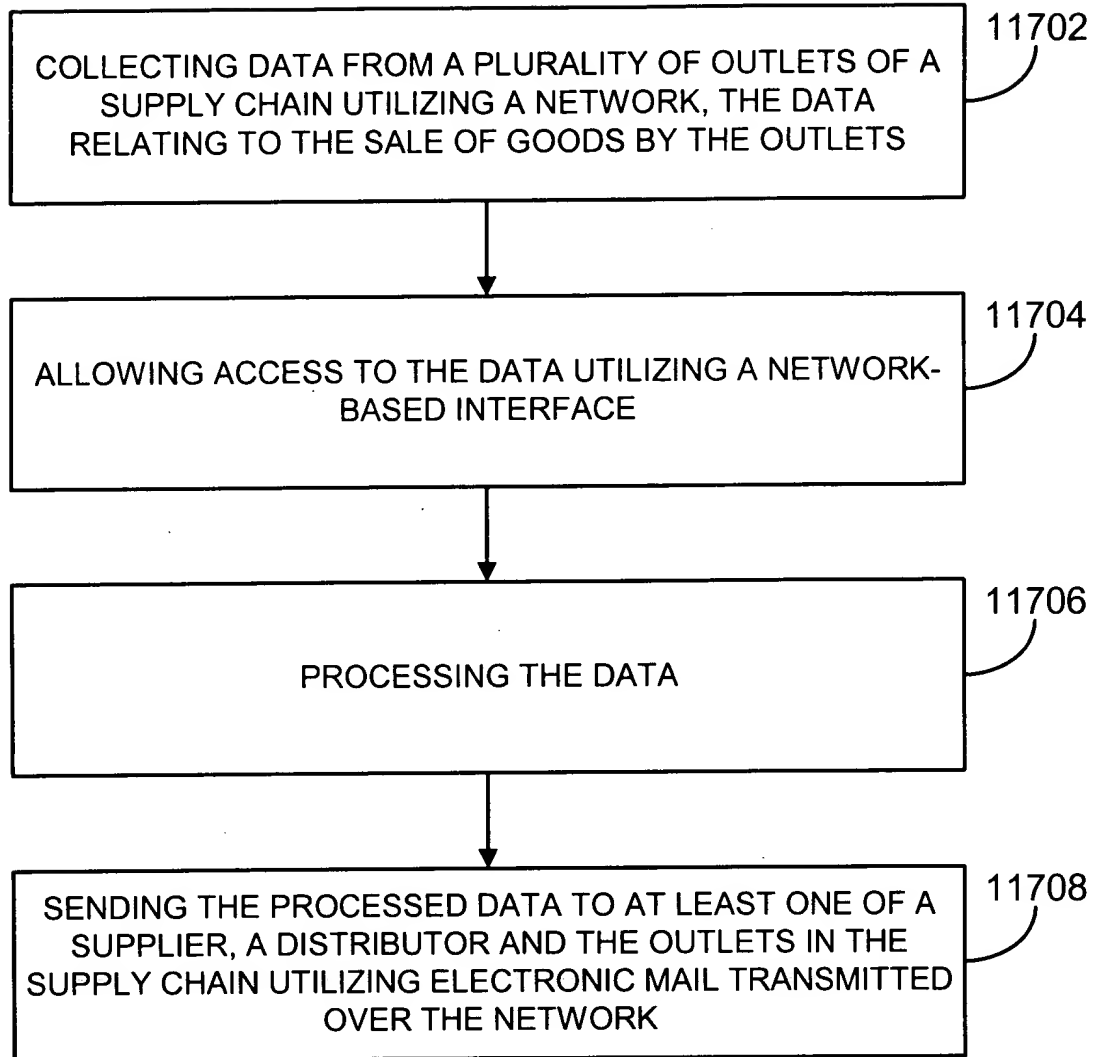 11702
COLLECTING DATA FROM A PLURALITY OF OUTLETS OF A
SUPPLY CHAIN UTILIZING A NETWORK, THE DATA
RELATING TO THE SALE OF GOODS BY THE OUTLETS
11704
ALLOWING ACCESS TO THE DATA UTILIZING A NETWORK-
BASED INTERFACE
11706
PROCESSING THE DATA
11708
SENDING THE PROCESSED DATA TO AT LEAST ONE OF A
SUPPLIER, A DISTRIBUTOR AND THE OUTLETS IN THE
SUPPLY CHAIN UTILIZING ELECTRONIC MAIL TRANSMITTED
OVER THE NETWORK